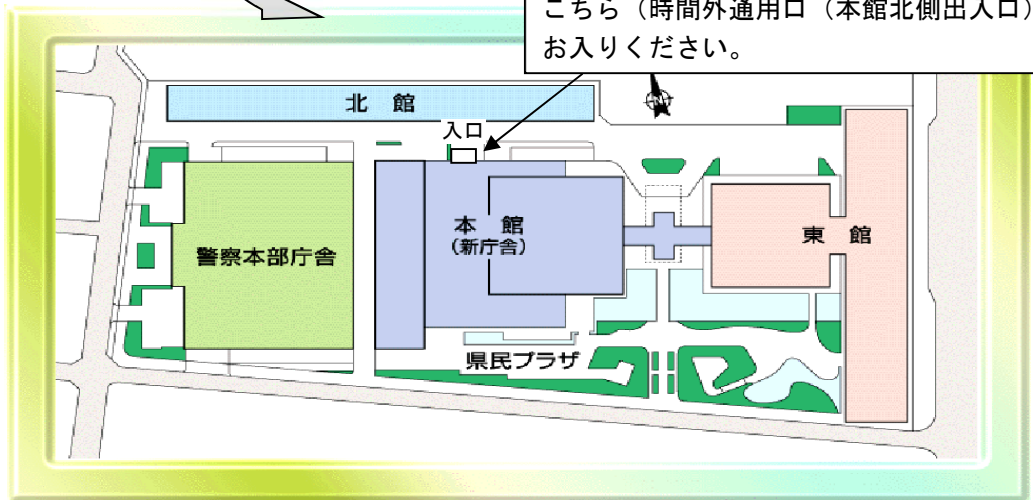 こちら（時間外通用口（本館北側出入口）
お入りください。
北 館
入口
本 館
（新庁舎）
東 館
警察本部庁舎
県民プラザ